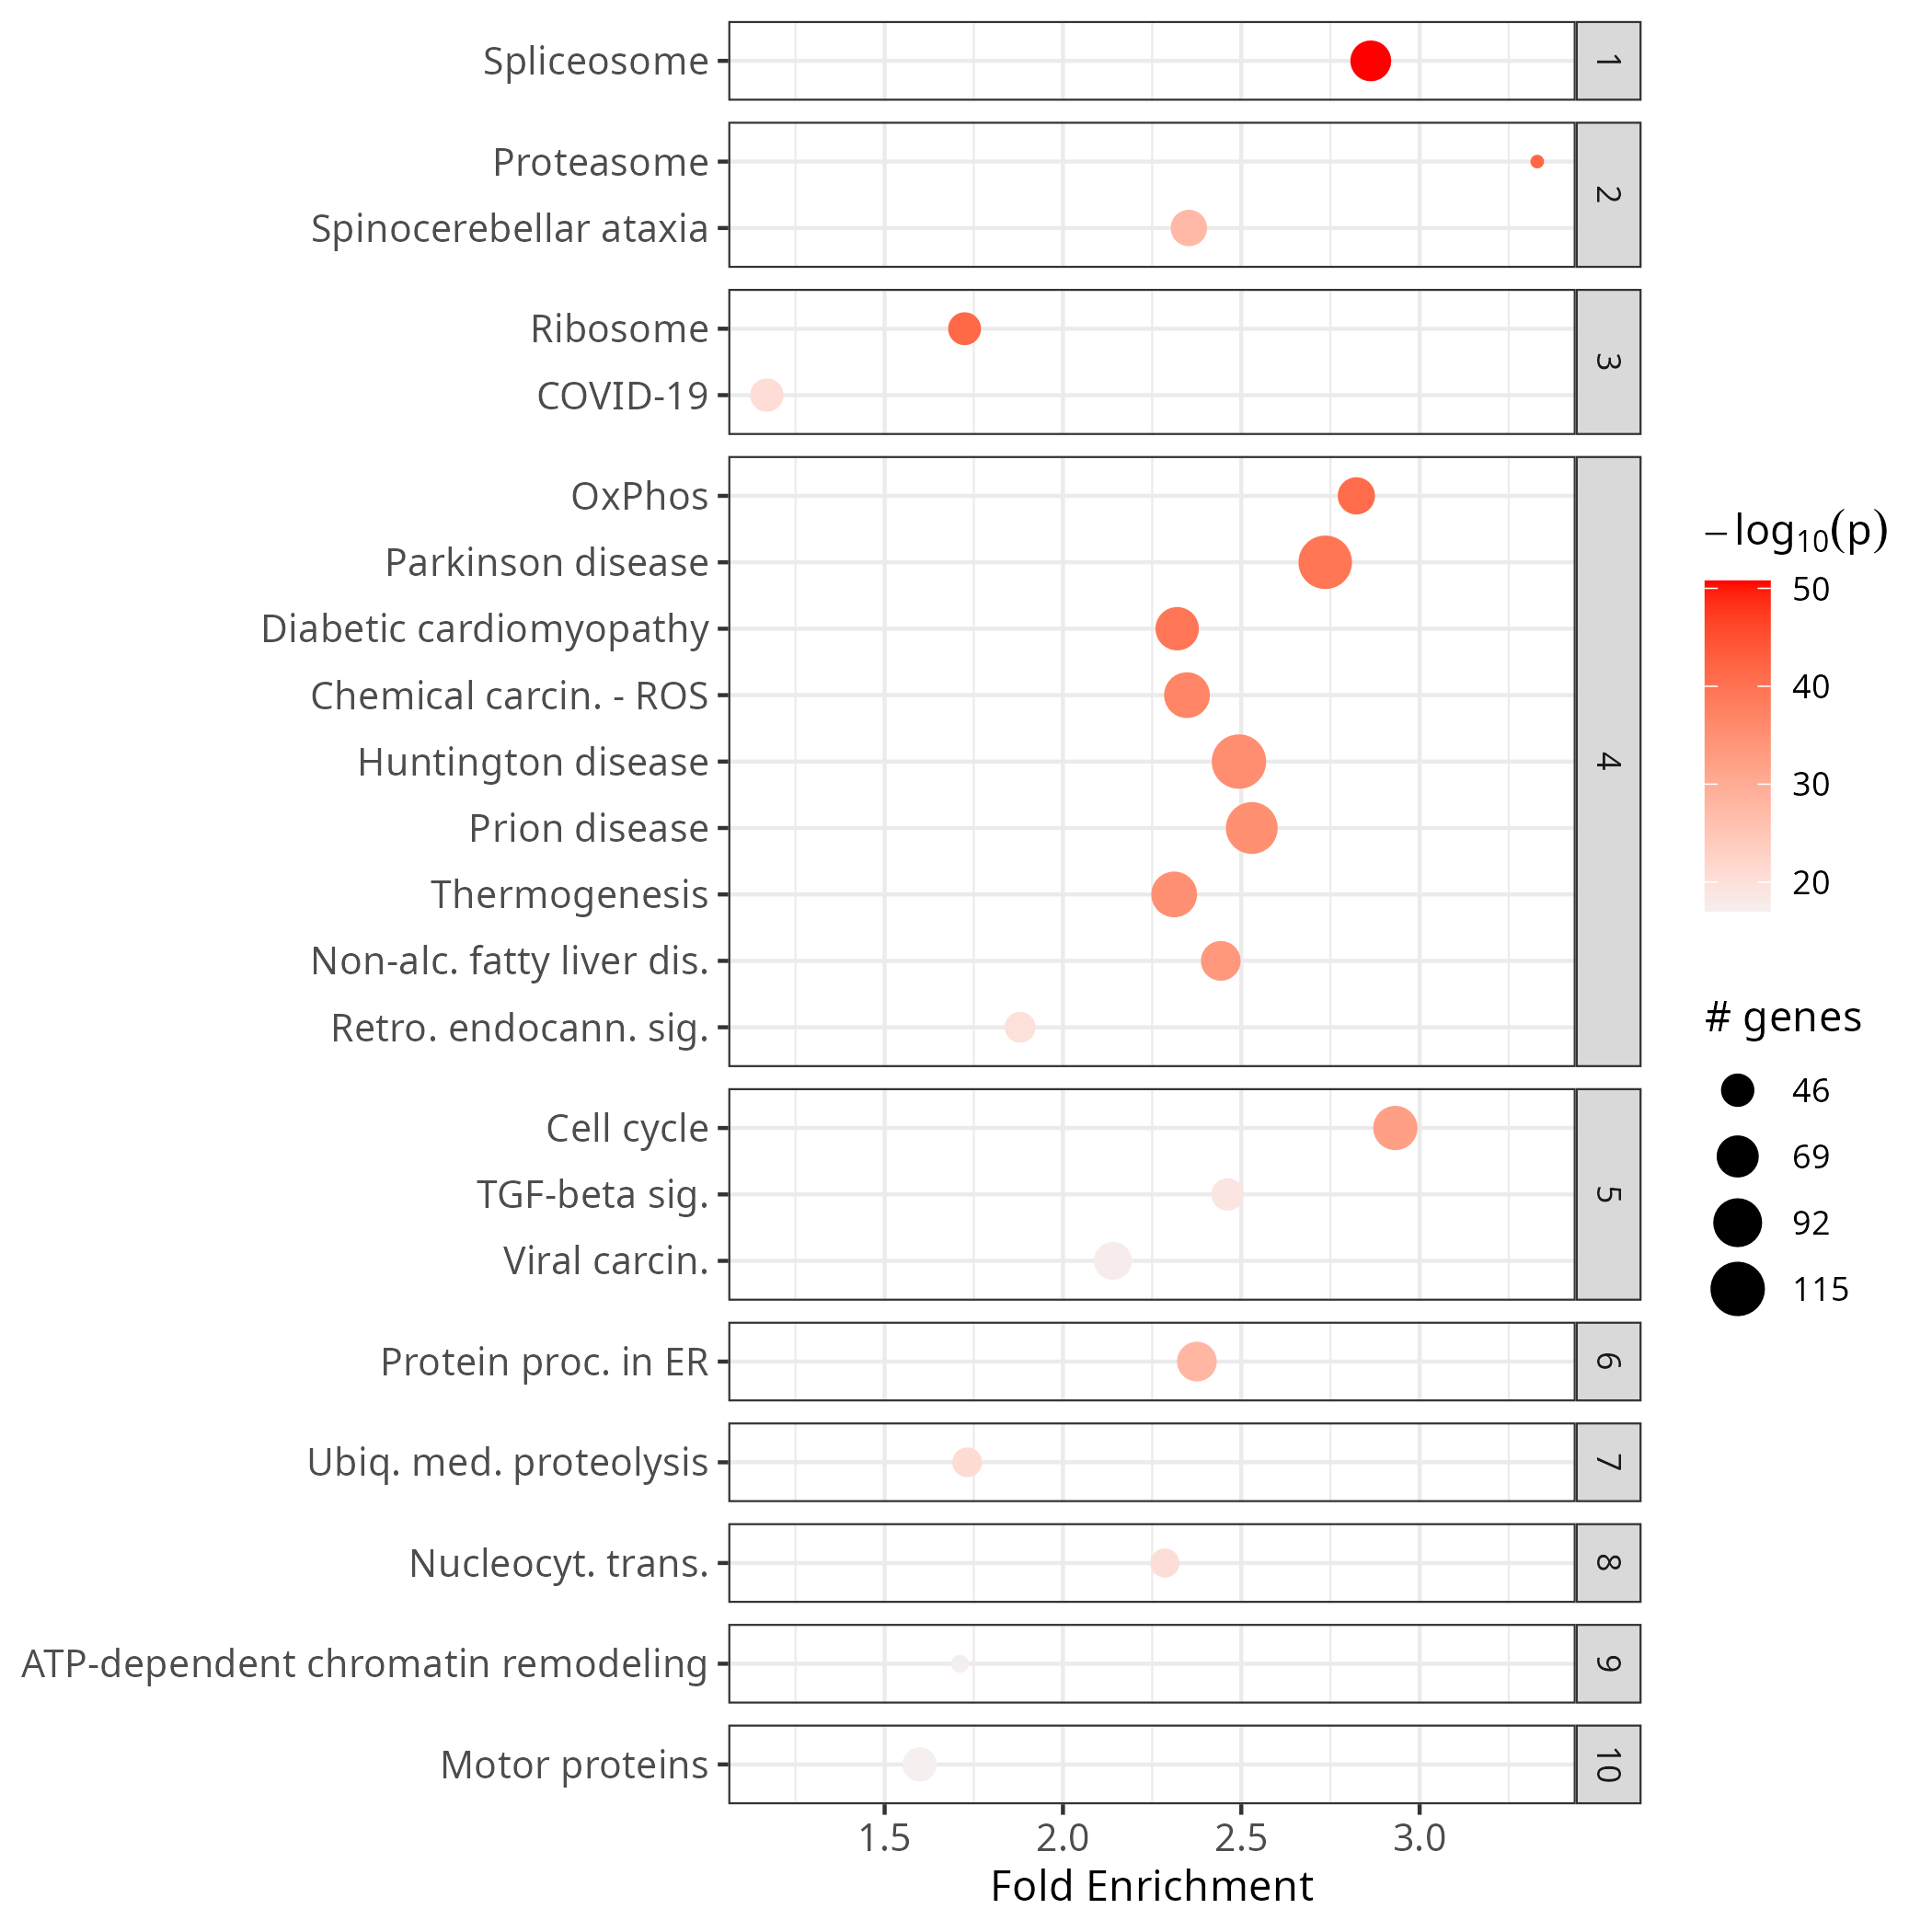 Spliceosome
1
Proteasome
Spinocerebellar ataxia
2
Ribosome
COVID-19
3
OxPhos
Parkinson disease
Diabetic cardiomyopathy
Chemical carcin. - ROS
Huntington disease
Prion disease
Thermogenesis
Non-alc. fatty liver dis.
Retro. endocann. sig.
4
Cell cycle
TGF-beta sig.
Viral carcin.
5
Protein proc. in ER
6
Ubiq. med. proteolysis
7
Nucleocyt. trans.
8
ATP-dependent chromatin remodeling
9
Motor proteins
10
1.5 2.0 2.5 3.0
Fold Enrichment
−log₁₀(p)
50
40
30
20
# genes
46
69
92
115